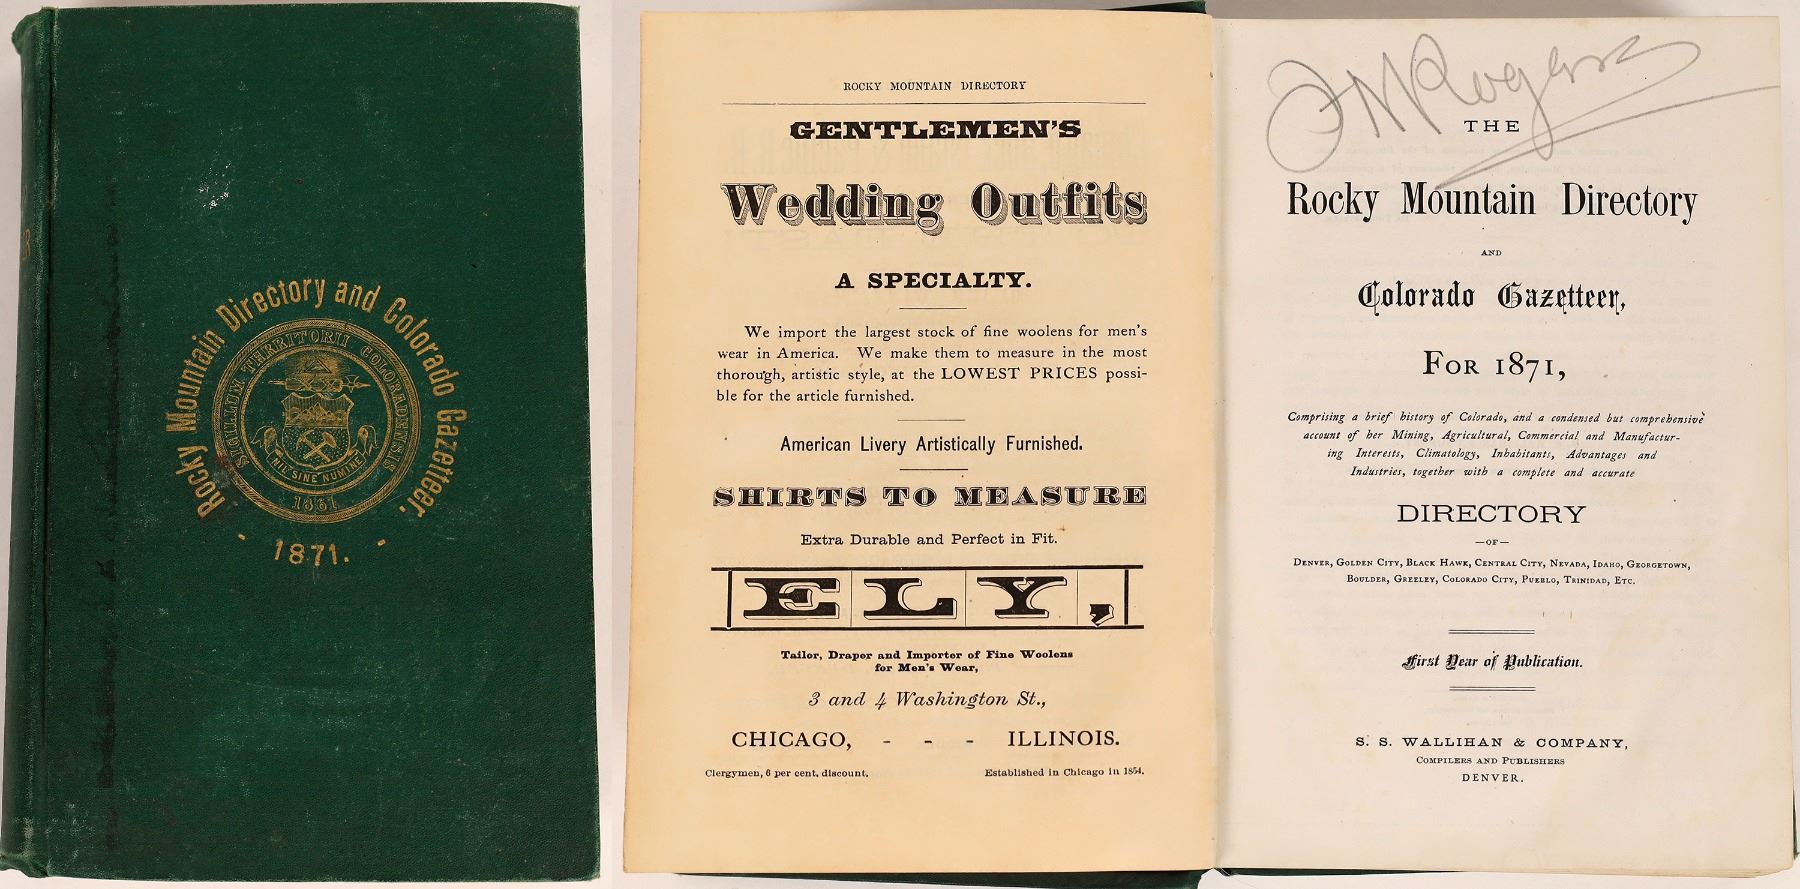 Rocky Mountain Directory and Colorado Gazetteer.
SIGILLUM TERRITORII COLORADENSIS
NIL SINE NUMINE
1861
- 1871. -
ROCKY MOUNTAIN DIRECTORY
GENTLEMEN'S
Wedding Outfits
A SPECIALTY.
We import the largest stock of fine woolens for men's
wear in America. We make them to measure in the most
thorough, artistic style, at the LOWEST PRICES possi-
ble for the article furnished.
American Livery Artistically Furnished.
SHIRTS TO MEASURE
Extra Durable and Perfect in Fit.
ELY,
Tailor, Draper and Importer of Fine Woolens
for Men's Wear,
3 and 4 Washington St.,
CHICAGO, - - - ILLINOIS.
Clergymen, 6 per cent. discount. Established in Chicago in 1854.
Rogers
THE
Rocky Mountain Directory
AND
Colorado Gazetteer,
FOR 1871,
Comprising a brief history of Colorado, and a condensed but comprehensive
account of her Mining, Agricultural, Commercial and Manufactur-
ing Interests, Climatology, Inhabitants, Advantages and
Industries, together with a complete and accurate
DIRECTORY
—OF—
DENVER, GOLDEN CITY, BLACK HAWK, CENTRAL CITY, NEVADA, IDAHO, GEORGETOWN,
BOULDER, GREELEY, COLORADO CITY, PUEBLO, TRINIDAD, ETC.
First Year of Publication.
S. S. WALLIHAN & COMPANY,
COMPILERS AND PUBLISHERS
DENVER.